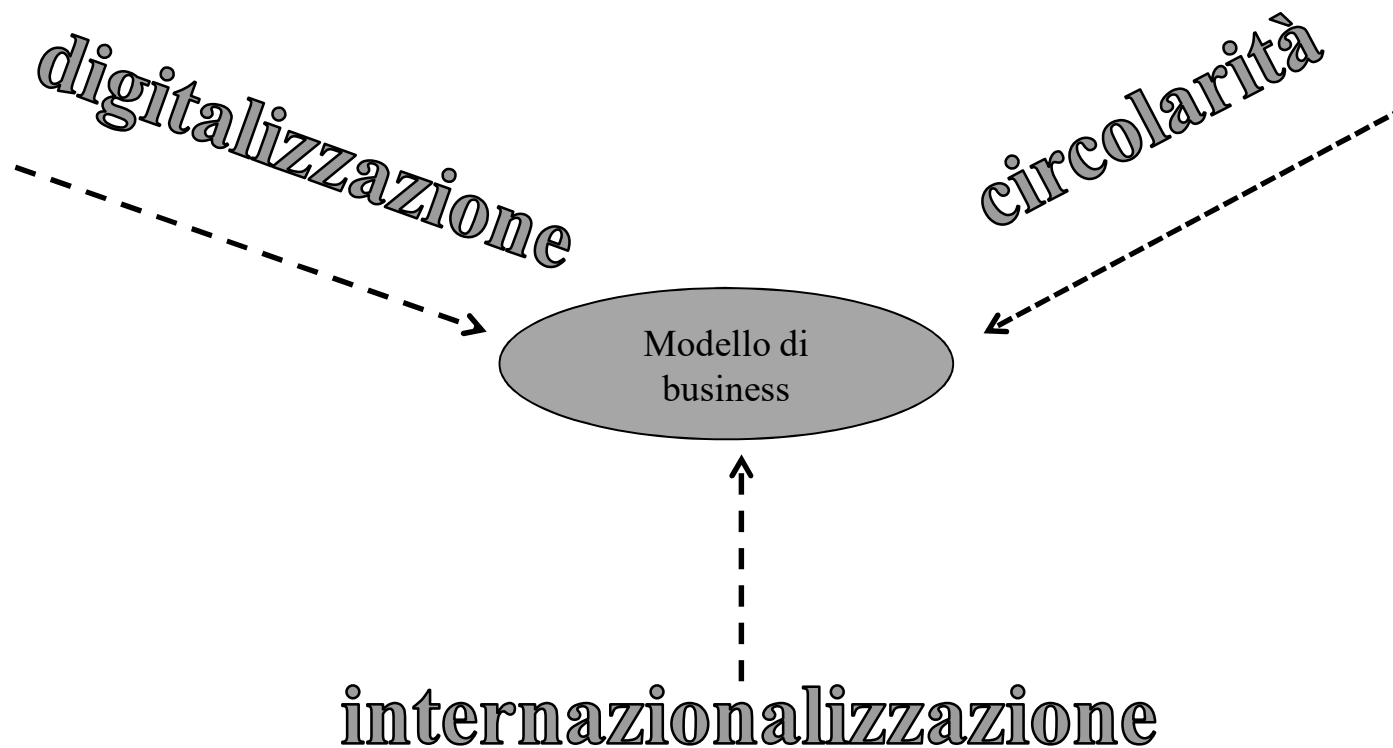 digitalizzazione
circolarità
Modello di
business
internazionalizzazione